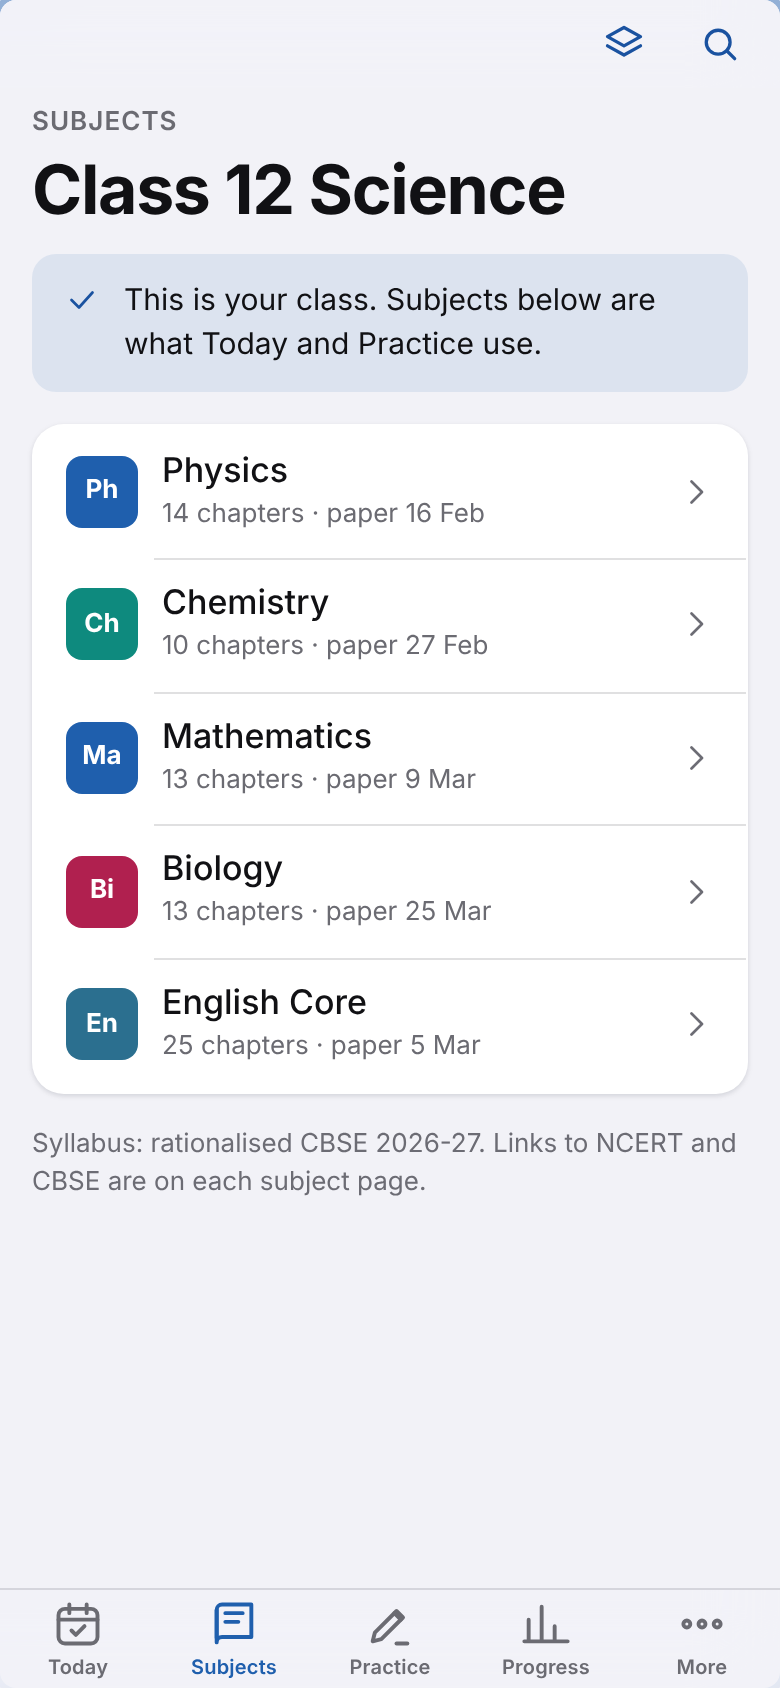 SUBJECTS
Class 12 Science
This is your class. Subjects below are
what Today and Practice use.
Ph
Physics
14 chapters · paper 16 Feb
Ch
Chemistry
10 chapters · paper 27 Feb
Ma
Mathematics
13 chapters · paper 9 Mar
Bi
Biology
13 chapters · paper 25 Mar
En
English Core
25 chapters · paper 5 Mar
Syllabus: rationalised CBSE 2026-27. Links to NCERT and
CBSE are on each subject page.
Today
Subjects
Practice
Progress
More